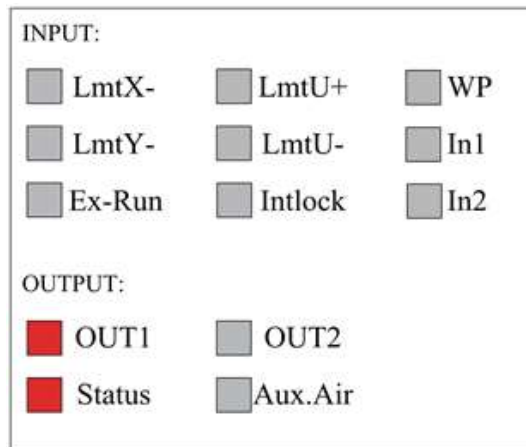 INPUT:
LmtX- LmtU+ WP
LmtY- LmtU- In1
Ex-Run Intlock In2
OUTPUT:
OUT1 OUT2
Status Aux.Air